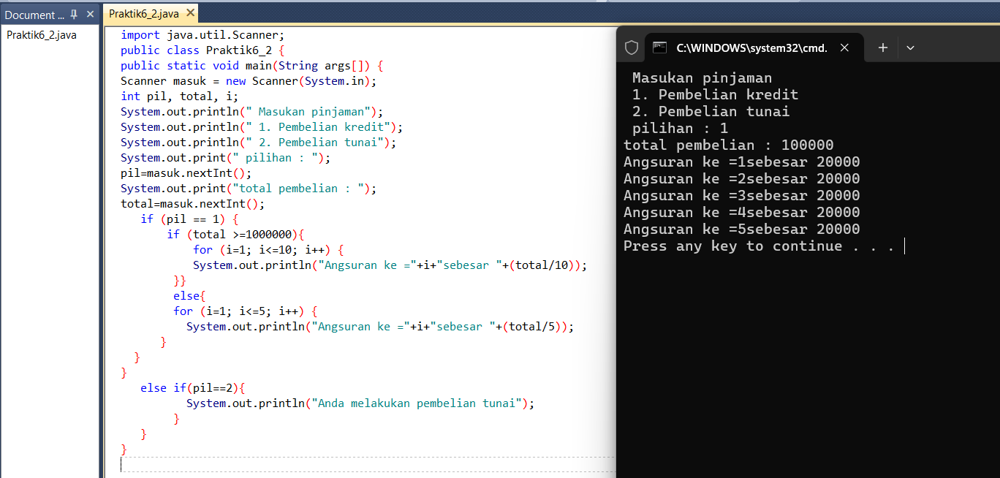 Document ...
Praktik6_2.java
Praktik6_2.java
import java.util.Scanner;
public class Praktik6_2 {
public static void main(String args[]) {
Scanner masuk = new Scanner(System.in);
int pil, total, i;
System.out.println(" Masukan pinjaman");
System.out.println(" 1. Pembelian kredit");
System.out.println(" 2. Pembelian tunai");
System.out.print(" pilihan : ");
pil=masuk.nextInt();
System.out.print("total pembelian : ");
total=masuk.nextInt();
if (pil == 1) {
if (total >=1000000){
for (i=1; i<=10; i++) {
System.out.println("Angsuran ke ="+i+"sebesar "+(total/10));
}}
else{
for (i=1; i<=5; i++) {
System.out.println("Angsuran ke ="+i+"sebesar "+(total/5));
}
}
}
else if(pil==2){
System.out.println("Anda melakukan pembelian tunai");
}
}
}
C:\WINDOWS\system32\cmd.
Masukan pinjaman
1. Pembelian kredit
2. Pembelian tunai
pilihan : 1
total pembelian : 100000
Angsuran ke =1sebesar 20000
Angsuran ke =2sebesar 20000
Angsuran ke =3sebesar 20000
Angsuran ke =4sebesar 20000
Angsuran ke =5sebesar 20000
Press any key to continue . . .